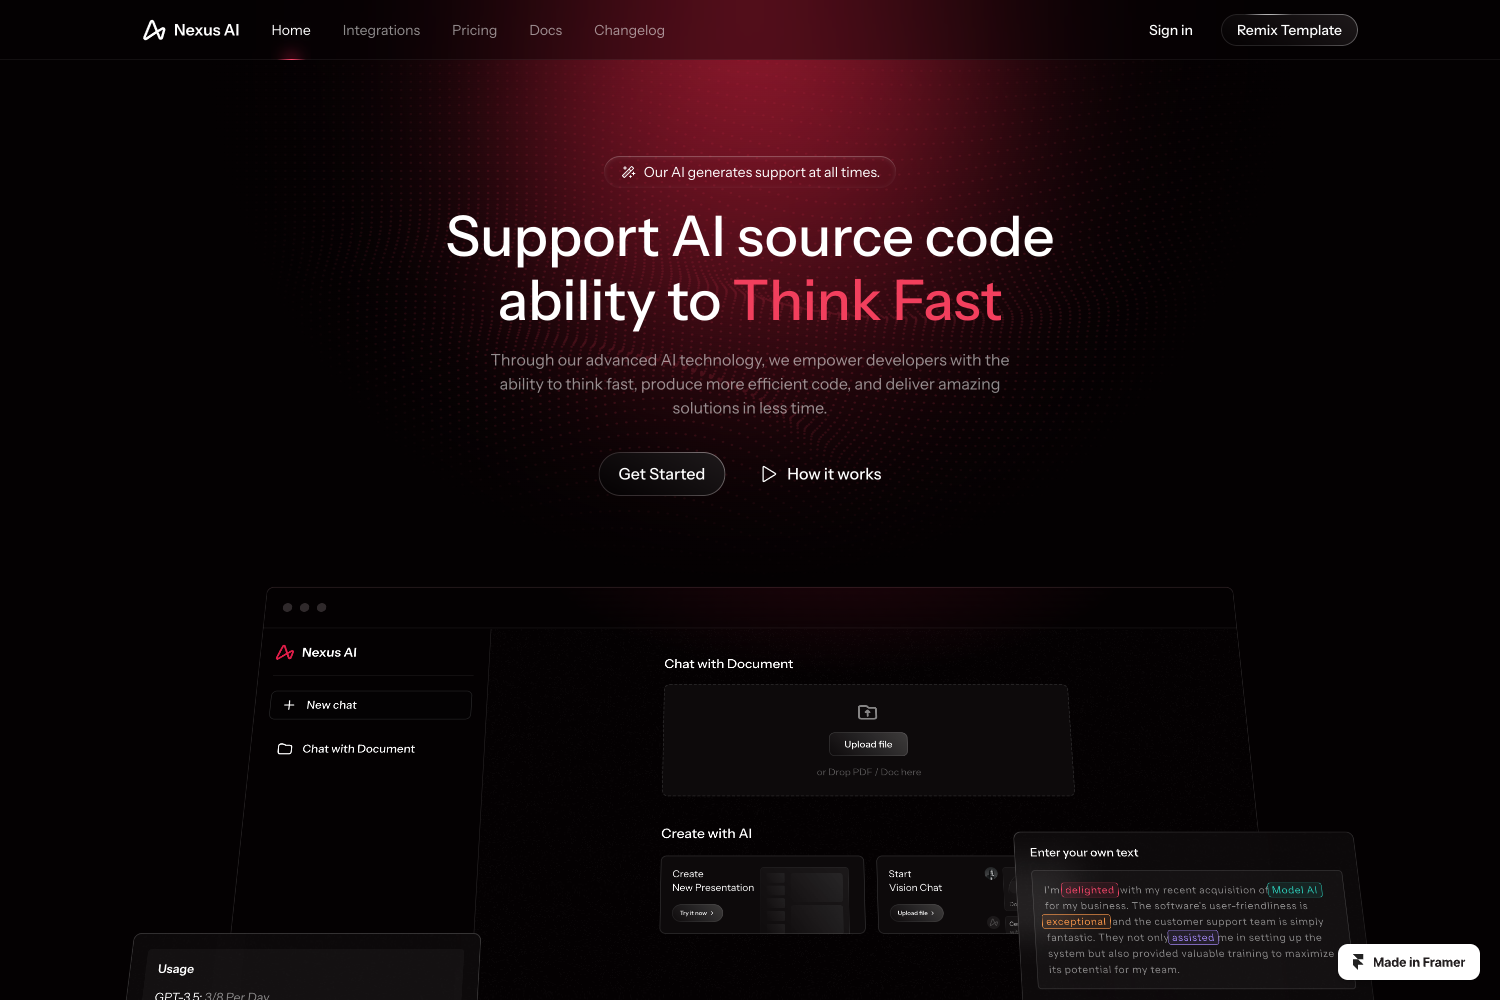 Nexus AI
Home
Integrations
Pricing
Docs
Changelog
Sign in
Remix Template
Our AI generates support at all times.
Support AI source code
ability to Think Fast
Through our advanced AI technology, we empower developers with the
ability to think fast, produce more efficient code, and deliver amazing
solutions in less time.
Get Started
How it works
Nexus AI
New chat
Chat with Document
Chat with Document
Upload file
or Drop PDF / Doc here
Create with AI
Create
New Presentation
Try it now
Start
Vision Chat
Upload file
Enter your own text
I'm delighted with my recent acquisition of Model AI
for my business. The software's user-friendliness is
exceptional and the customer support team is simply
fantastic. They not only assisted me in setting up the
system but also provided valuable training to maximize
its potential for my team.
Usage
GPT-3.5: 3/8 Per Day
Made in Framer